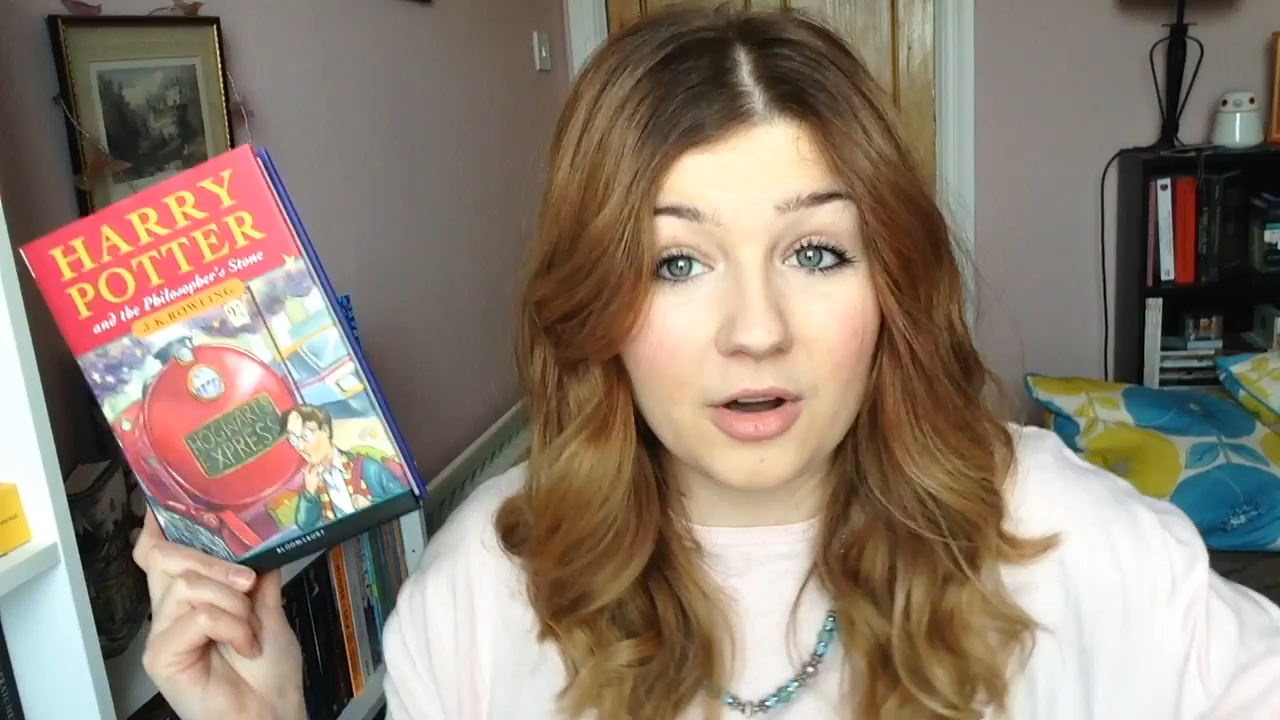 HARRY
POTTER
and the Philosopher's Stone
J.K. ROWLING
9¾
HOGWARTS
EXPRESS
BLOOMSBURY